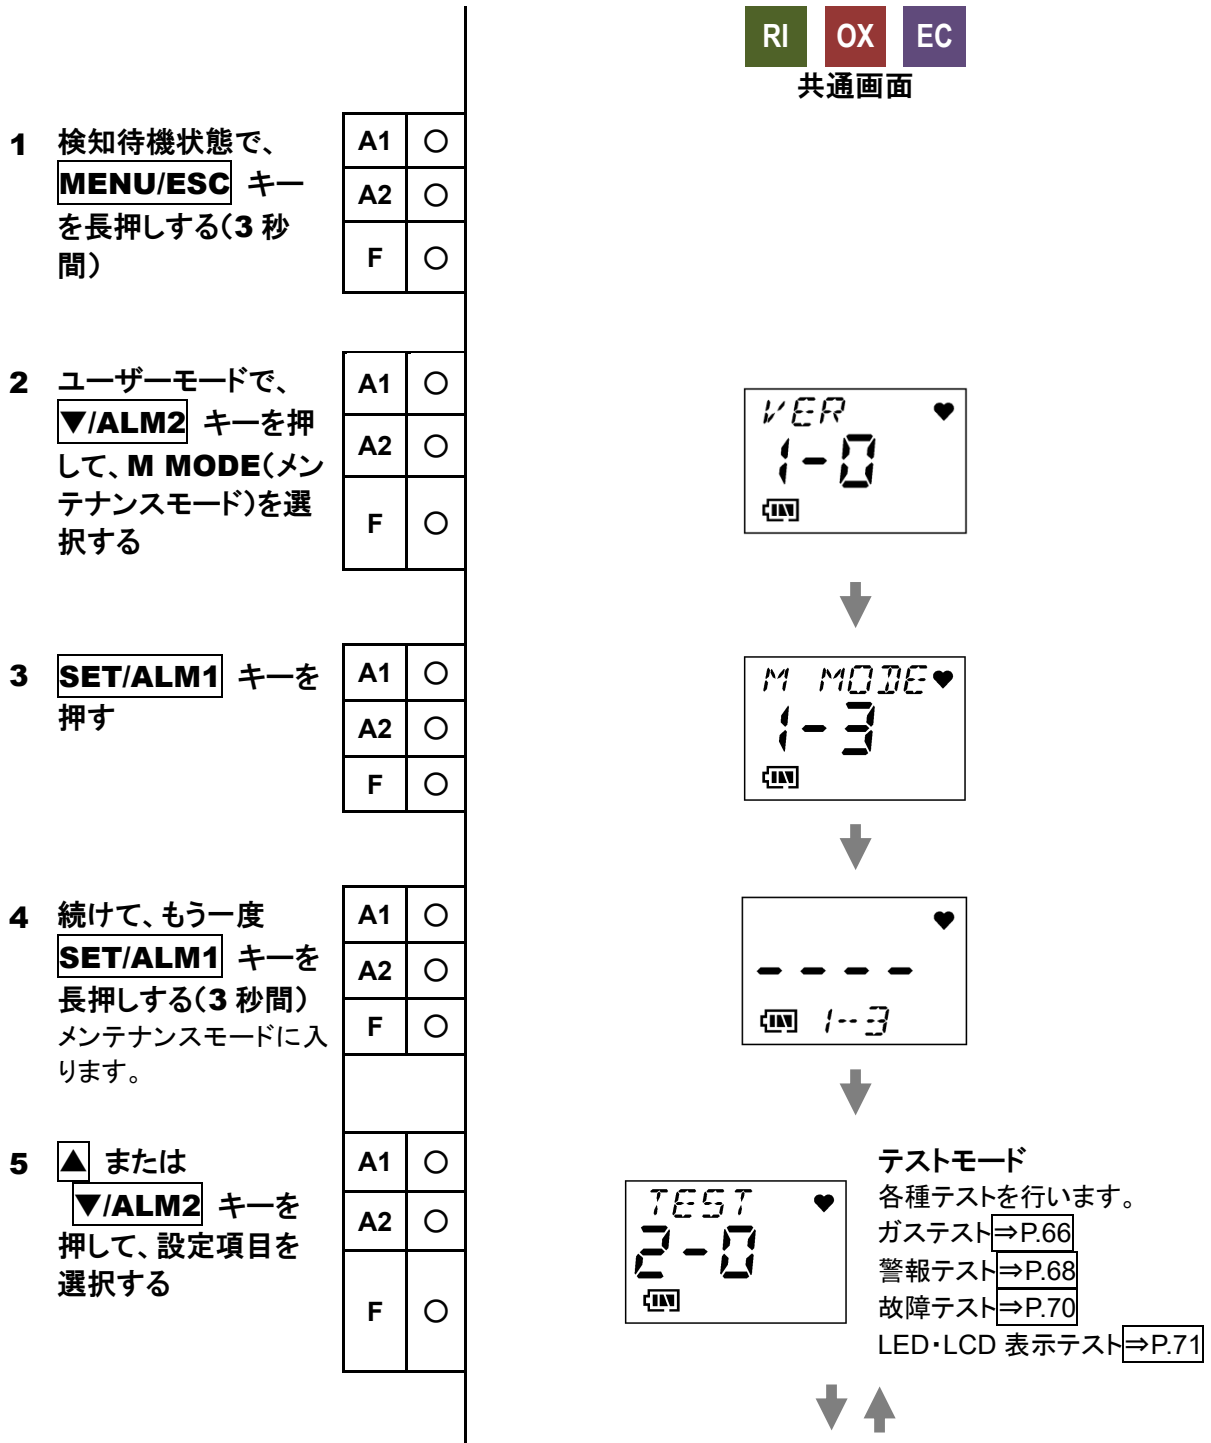 RI OX EC
共通画面
1 検知待機状態で、
MENU/ESC キー
を長押しする(3 秒
間)
A1 ○
A2 ○
F ○
2 ユーザーモードで、
▼/ALM2 キーを押
して、M MODE(メン
テナンスモード)を選
択する
A1 ○
A2 ○
F ○
VER
1-0
3 SET/ALM1 キーを
押す
A1 ○
A2 ○
F ○
M MODE
1-3
4 続けて、もう一度
SET/ALM1 キーを
長押しする(3 秒間)
メンテナンスモードに入
ります。
A1 ○
A2 ○
F ○
----
1--3
5 ▲ または
▼/ALM2 キーを
押して、設定項目を
選択する
A1 ○
A2 ○
F ○
TEST
2-0
テストモード
各種テストを行います。
ガステスト⇒P.66
警報テスト⇒P.68
故障テスト⇒P.70
LED・LCD 表示テスト⇒P.71